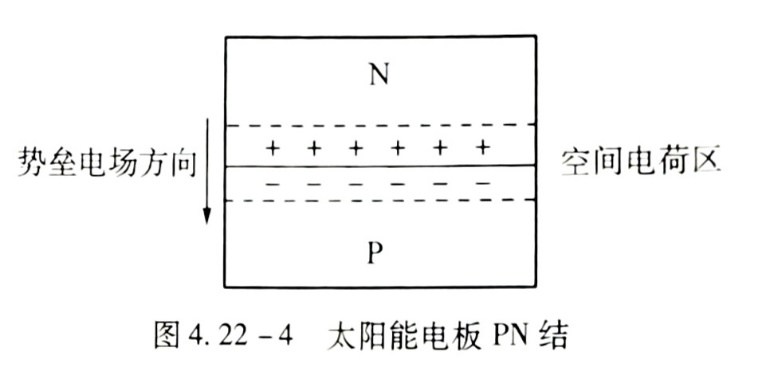 N
势垒电场方向
+ + + + + +
空间电荷区
− − − − − −
P
图 4.22-4 太阳能电板 PN 结